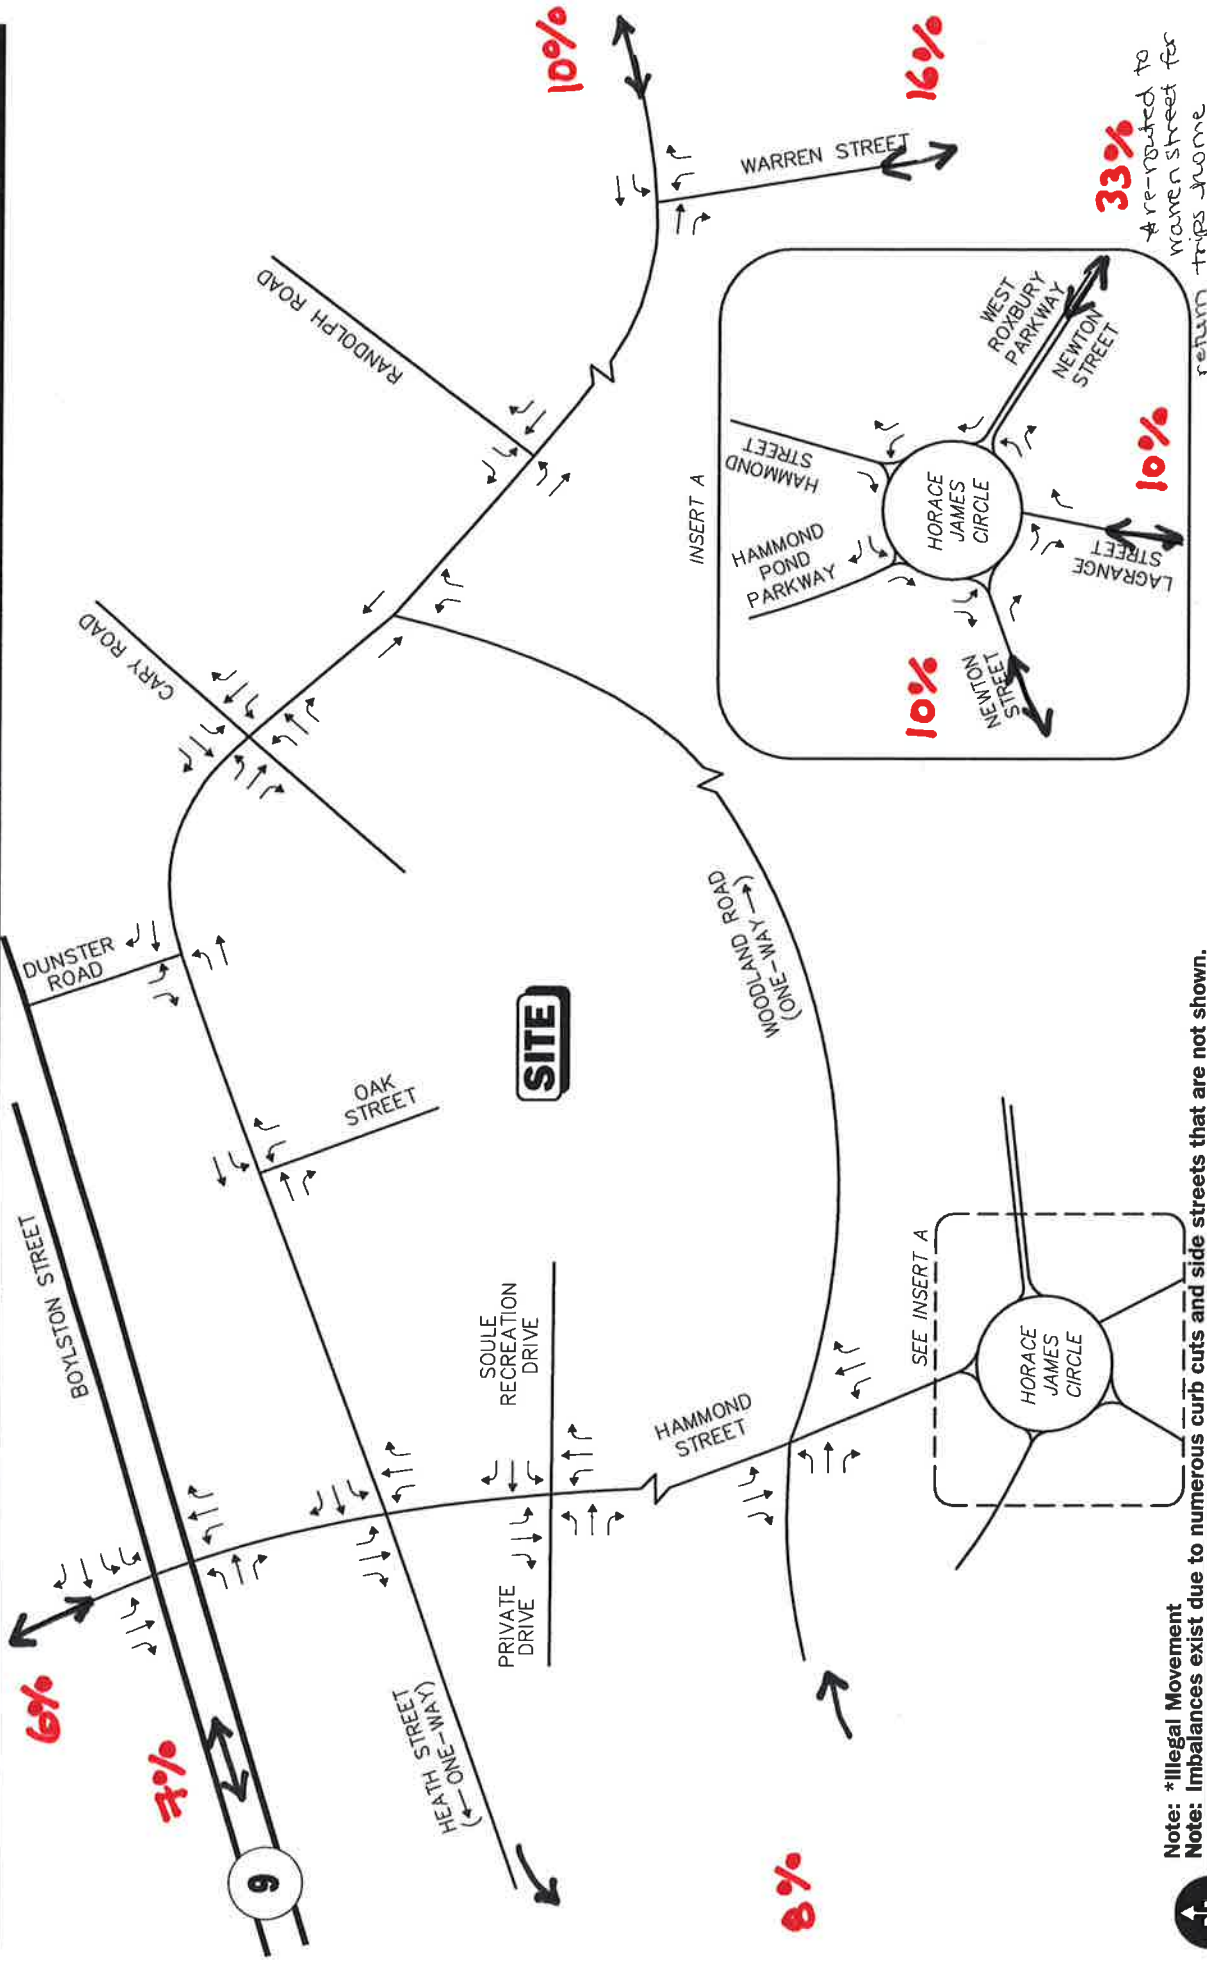 BOYLSTON STREET
DUNSTER
ROAD
CARY ROAD
RANDOLPH ROAD
10%
16%
WARREN STREET
6%
7%
9
OAK
STREET
SITE
HEATH STREET
(←ONE-WAY)
PRIVATE
DRIVE
SOULE
RECREATION
DRIVE
HAMMOND
STREET
WOODLAND ROAD
(ONE-WAY→)
8%
SEE INSERT A
HORACE
JAMES
CIRCLE
INSERT A
HAMMOND
POND
PARKWAY
HAMMOND
STREET
HORACE
JAMES
CIRCLE
WEST
ROXBURY
PARKWAY
NEWTON
STREET
NEWTON
STREET
LAGRANGE
STREET
10%
10%
33%
*re-routed to
warren street for
return trips home
Note: *Illegal Movement
Note: Imbalances exist due to numerous curb cuts and side streets that are not shown.